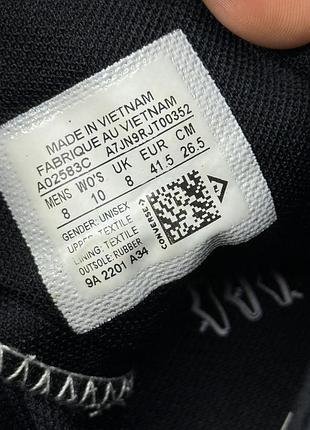 MADE IN VIETNAM
FABRIQUE AU VIETNAM
A02583C A7JN9RJT00352
MENS WO'S UK EUR CM
8 10 8 41.5 26.5
GENDER: UNISEX
UPPER: TEXTILE
LINING: TEXTILE
OUTSOLE: RUBBER
9A 2201 A34
CONVERSE